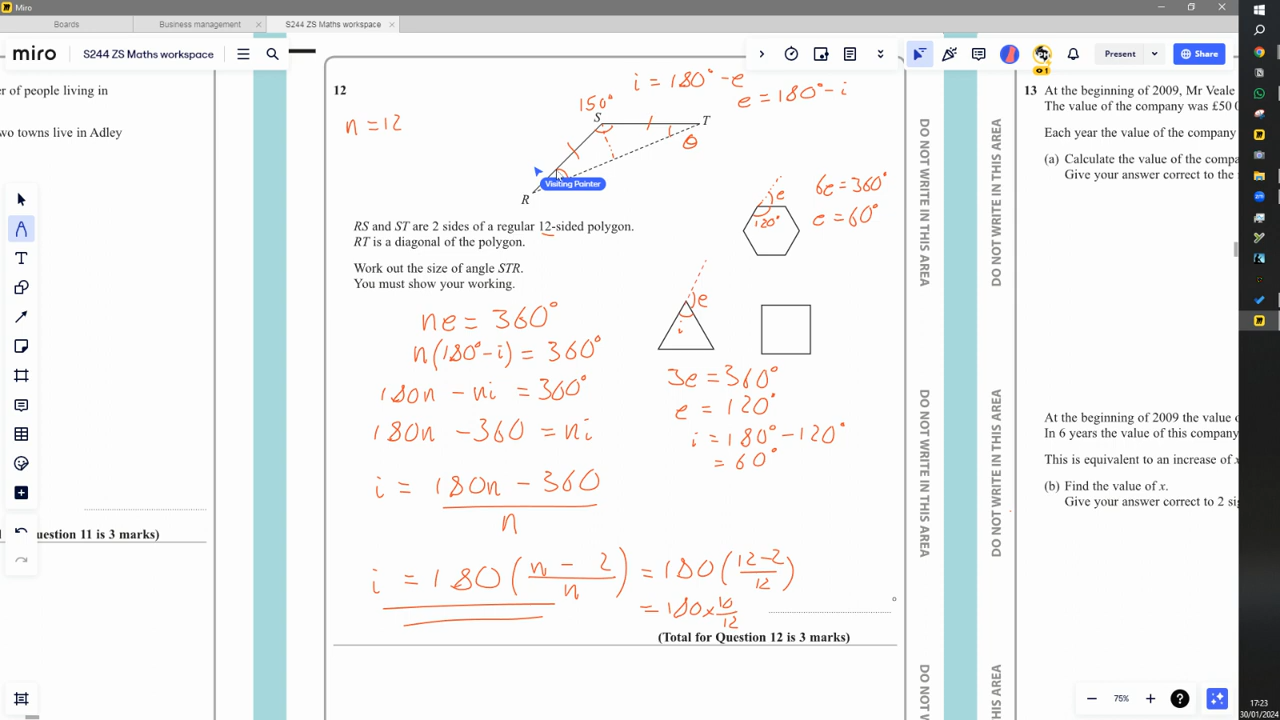 Miro
Boards
Business management
S244 ZS Maths workspace
miro
S244 ZS Maths workspace
Present
Share
er of people living in
wo towns live in Adley
uestion 11 is 3 marks)
12
n = 12
i = 180° - e
e = 180° - i
150°
S
T
θ
R
Visiting Painter
RS and ST are 2 sides of a regular 12-sided polygon.
RT is a diagonal of the polygon.
Work out the size of angle STR.
You must show your working.
e
120°
6e = 360°
e = 60°
e
i
ne = 360°
n(180° - i) = 360°
180n - ni = 360°
180n - 360 = ni
i = 180n - 360
n
i = 180 ( n - 2 / n ) = 180 ( 12-2 / 12 )
= 180 × 10/12
3e = 360°
e = 120°
i = 180° - 120°
= 60°
°
(Total for Question 12 is 3 marks)
DO NOT WRITE IN THIS AREA
DO NOT WRITE IN THIS AREA
DO NOT WRITE IN THIS AREA
DO NOT WRITE IN THIS AREA
DO NOT
THIS AREA
13
At the beginning of 2009, Mr Veale
The value of the company was £50 0
Each year the value of the company
(a) Calculate the value of the compa
Give your answer correct to the
At the beginning of 2009 the value o
In 6 years the value of this company
This is equivalent to an increase of x
(b) Find the value of x.
Give your answer correct to 2 sig
75%
17:23
30/01/2024